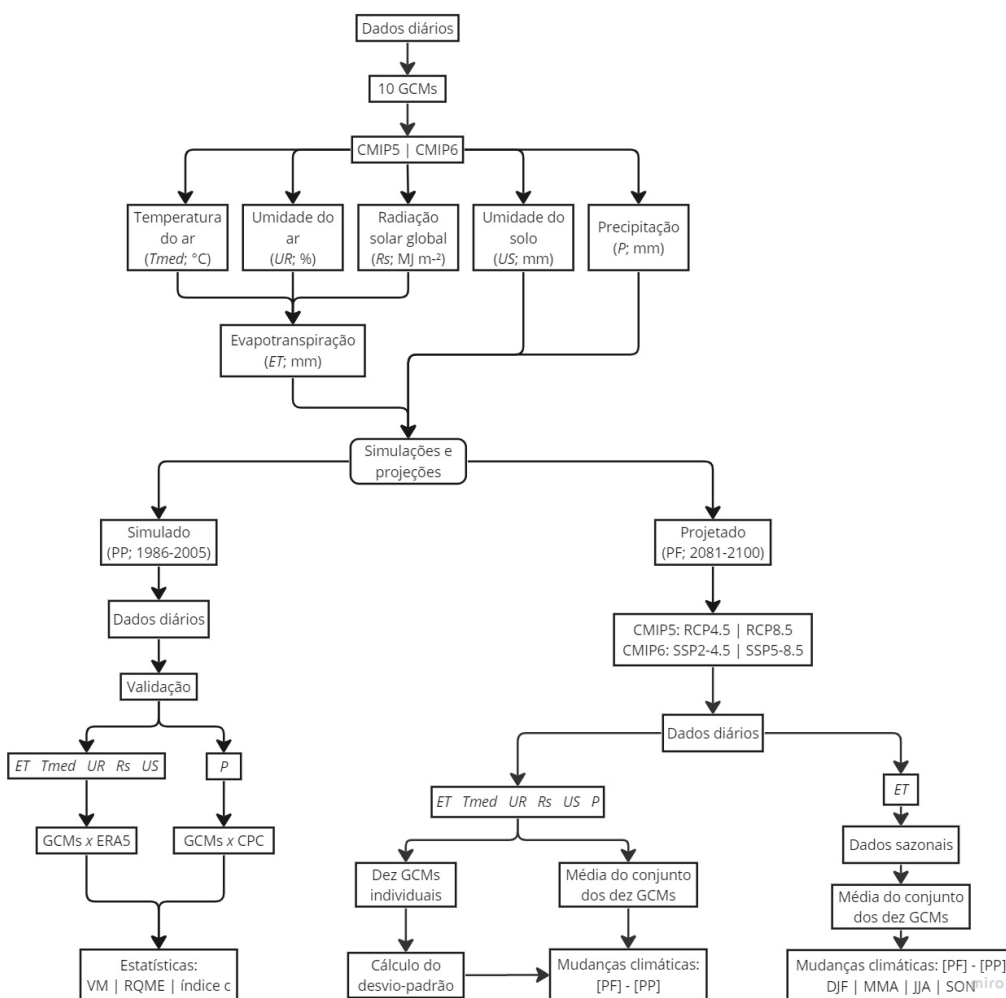 Dados diários
10 GCMs
CMIP5 | CMIP6
Temperatura
do ar
(Tmed; °C)
Umidade do
ar
(UR; %)
Radiação
solar global
(Rs; MJ m-²)
Umidade do
solo
(US; mm)
Precipitação
(P; mm)
Evapotranspiração
(ET; mm)
Simulações e
projeções
Simulado
(PP; 1986-2005)
Dados diários
Validação
ET Tmed UR Rs US
P
GCMs x ERA5
GCMs x CPC
Estatísticas:
VM | RQME | índice c
Projetado
(PF; 2081-2100)
CMIP5: RCP4.5 | RCP8.5
CMIP6: SSP2-4.5 | SSP5-8.5
Dados diários
ET Tmed UR Rs US P
Dez GCMs
individuais
Cálculo do
desvio-padrão
Média do conjunto
dos dez GCMs
Mudanças climáticas:
[PF] - [PP]
ET
Dados sazonais
Média do conjunto
dos dez GCMs
Mudanças climáticas: [PF] - [PP]
DJF | MMA | JJA | SON
miro